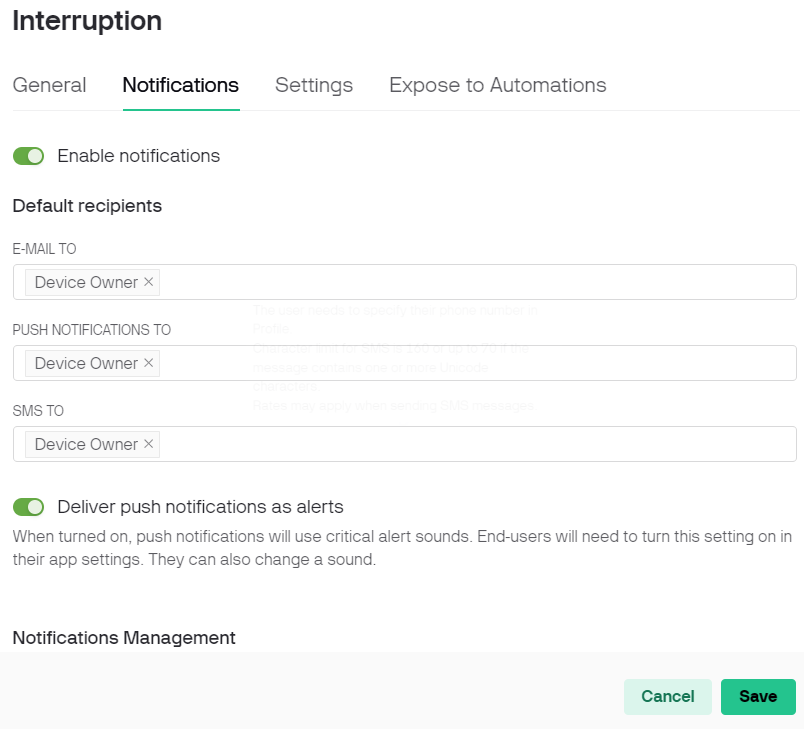 Interruption
General Notifications Settings Expose to Automations
Enable notifications
Default recipients
E-MAIL TO
Device Owner ×
The user needs to specify their phone number in
Profile.
PUSH NOTIFICATIONS TO
Character limit for SMS is 160 or up to 70 if the
Device Owner ×
message contains one or more Unicode
characters.
Rates may apply when sending SMS messages.
SMS TO
Device Owner ×
Deliver push notifications as alerts
When turned on, push notifications will use critical alert sounds. End-users will need to turn this setting on in
their app settings. They can also change a sound.
Notifications Management
Cancel Save